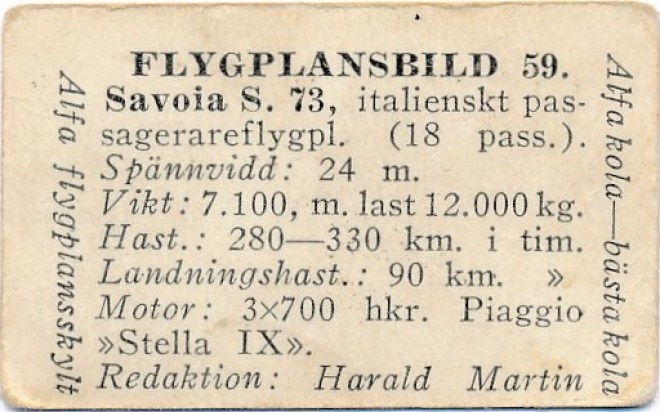 FLYGPLANSBILD 59.
Savoia S. 73, italienskt pas-
sagerareflygpl. (18 pass.).
Spännvidd: 24 m.
Vikt: 7.100, m. last 12.000 kg.
Hast.: 280—330 km. i tim.
Landningshast.: 90 km. »
Motor: 3×700 hkr. Piaggio
»Stella IX».
Redaktion: Harald Martin
Alfa flygplansskylt
Alfa kola—bästa kola